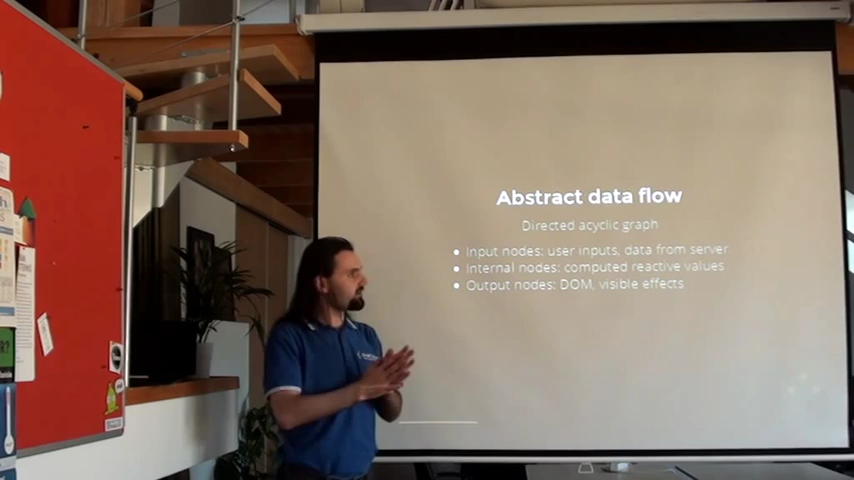 Abstract data flow
Directed acyclic graph
Input nodes: user inputs, data from server
Internal nodes: computed reactive values
Output nodes: DOM, visible effects